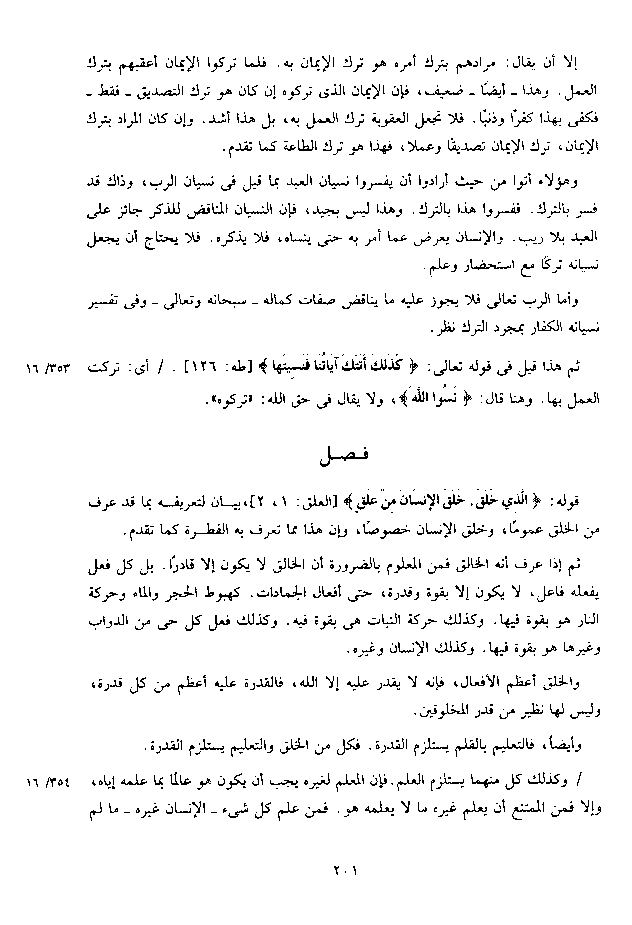 إلا أن يقال: مرادهم بترك أمره هو ترك الإيمان به. فلما تركوا الإيمان أعقبهم بترك
العمل. وهذا ـ أيضًا ـ ضعيف، فإن الإيمان الذى تركوه إن كان هو ترك التصديق ـ فقط ـ
فكفى بهذا كفرًا وذنبًا. فلا تجعل العقوبة ترك العمل به، بل هذا أشد. وإن كان المراد بترك
الإيمان، ترك الإيمان تصديقًا وعملا، فهذا هو ترك الطاعة كما تقدم.
وهؤلاء أتوا من حيث أرادوا أن يفسروا نسيان العبد بما قيل فى نسيان الرب، وذاك قد
فسر بالترك. ففسروا هذا بالترك. وهذا ليس بجيد، فإن النسيان المناقض للذكر جائز على
العبد بلا ريب. والإنسان يعرض عما أمر به حتى ينساه، فلا يذكره. فلا يحتاج أن يجعل
نسيانه تركًا مع استحضار وعلم.
وأما الرب تعالى فلا يجوز عليه ما يناقض صفات كماله ـ سبحانه وتعالى ـ وفى تفسير
نسيانه الكفار بمجرد الترك نظر.
ثم هذا قيل فى قوله تعالى: ﴿ كَذَلِكَ أَتَتْكَ آيَاتُنَا فَنَسِيتَهَا ﴾ [طه: ١٢٦] . / أى: تركت ١٦ /٣٥٣
العمل بها. وهنا قال: ﴿ نَسُوا اللَّهَ ﴾، ولا يقال فى حق الله: «تركوه».
فــصــل
قوله: ﴿ الَّذِي خَلَقَ. خَلَقَ الإِنسَانَ مِنْ عَلَقٍ ﴾ [العلق: ١، ٢]،بيـان لتعريفـه بما قد عرف
من الخلق عمومًا، وخلق الإنسان خصوصًا، وإن هذا مما تعرف به الفطـرة كما تقدم.
ثم إذا عرف أنه الخالق فمن المعلوم بالضرورة أن الخالق لا يكون إلا قادرًا. بل كل فعل
يفعله فاعل، لا يكون إلا بقوة وقدرة، حتى أفعال الجمادات. كهبوط الحجر والماء وحركة
النار هو بقوة فيها. وكذلك حركة النبات هى بقوة فيه. وكذلك فعل كل حى من الدواب
وغيرها هو بقوة فيها. وكذلك الإنسان وغيره.
والخلق أعظم الأفعال، فإنه لا يقدر عليه إلا الله، فالقدرة عليه أعظم من كل قدرة،
وليس لها نظير من قدر المخلوقين.
وأيضًا، فالتعليم بالقلم يستلزم القدرة. فكل من الخلق والتعليم يستلزم القدرة.
/ وكذلك كل منهما يستلزم العلم.فإن المعلم لغيره يجب أن يكون هو عالمًا بما علمه إياه، ١٦ /٣٥٤
وإلا فمن الممتنع أن يعلم غيره ما لا يعلمه هو. فمن علم كل شىء ـ الإنسان غيره ـ ما لم
٢٠١